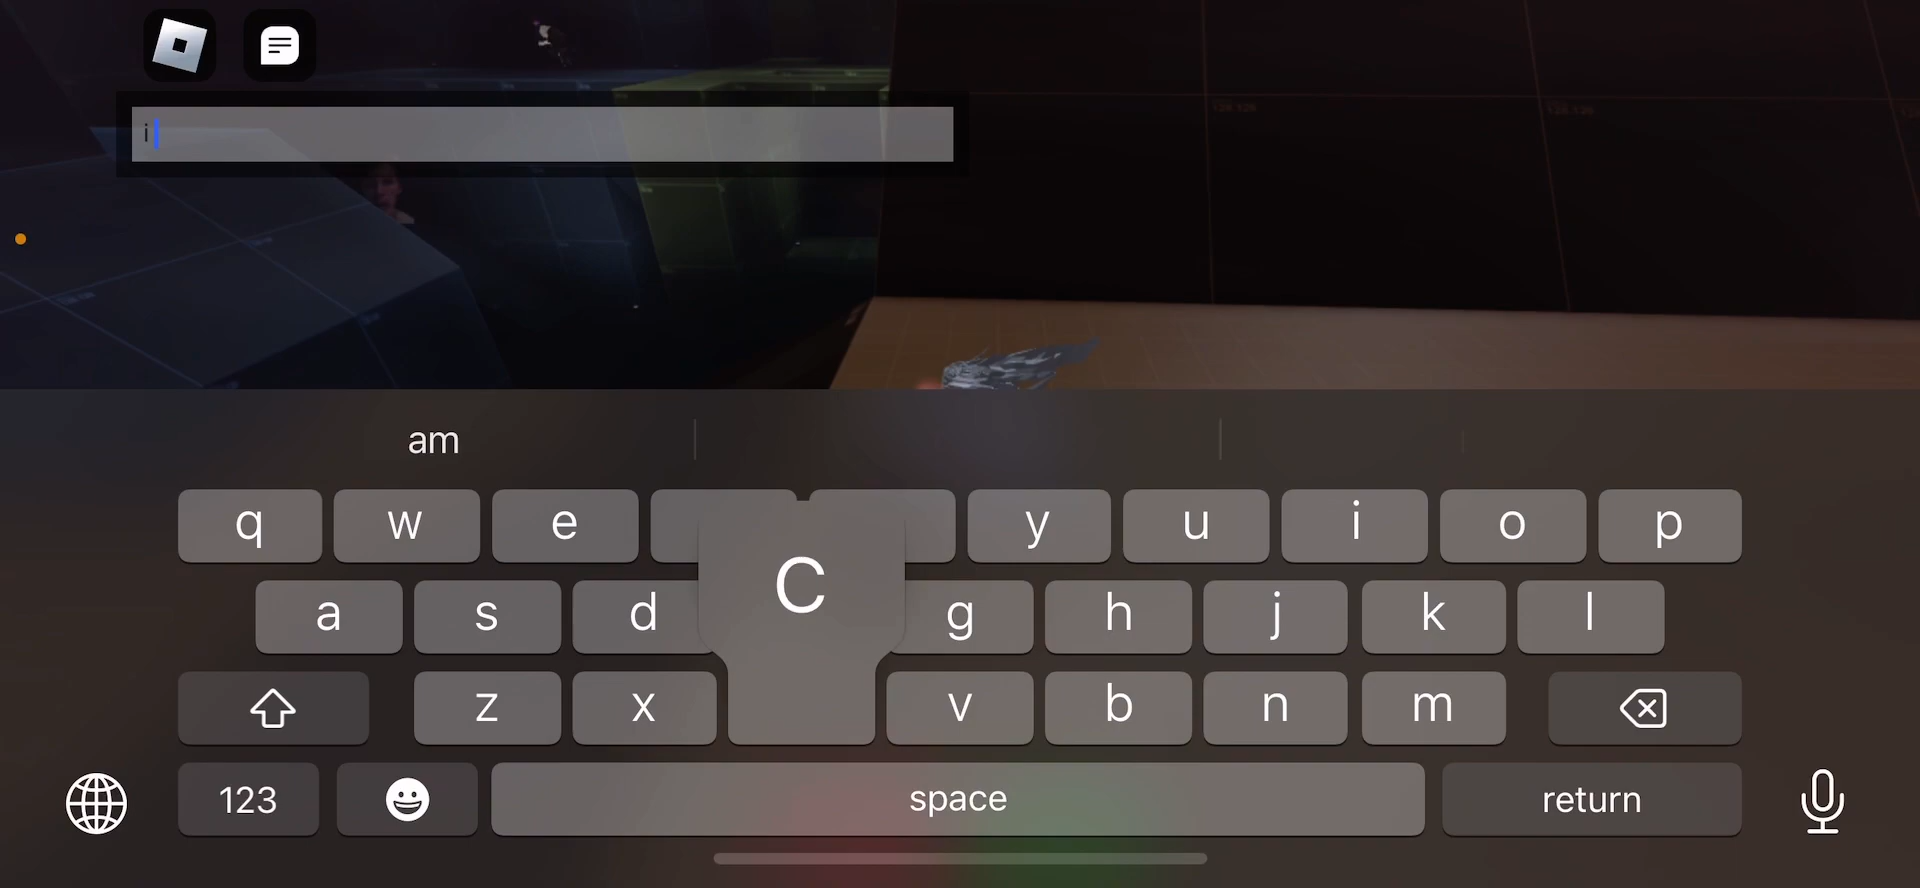 i
am
q w e y u i o p
C
a s d g h j k l
z x v b n m
123 space return